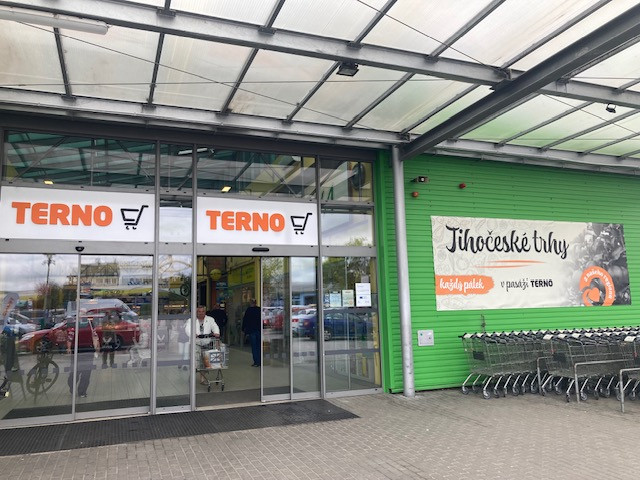 TERNO
TERNO
Jihočeské trhy
každý pátek
v pasáži TERNO